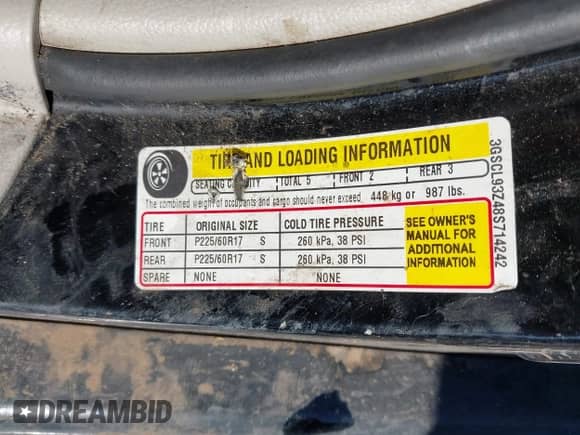 TIRE AND LOADING INFORMATION
SEATING CAPACITY TOTAL 5 FRONT 2 REAR 3
The combined weight of occupants and cargo should never exceed 448 kg or 987 lbs.
TIRE ORIGINAL SIZE COLD TIRE PRESSURE
FRONT P225/60R17 S 260 kPa, 38 PSI
REAR P225/60R17 S 260 kPa, 38 PSI
SPARE NONE NONE
SEE OWNER'S
MANUAL FOR
ADDITIONAL
INFORMATION
3GSCL93Z48S714242
DREAMBID